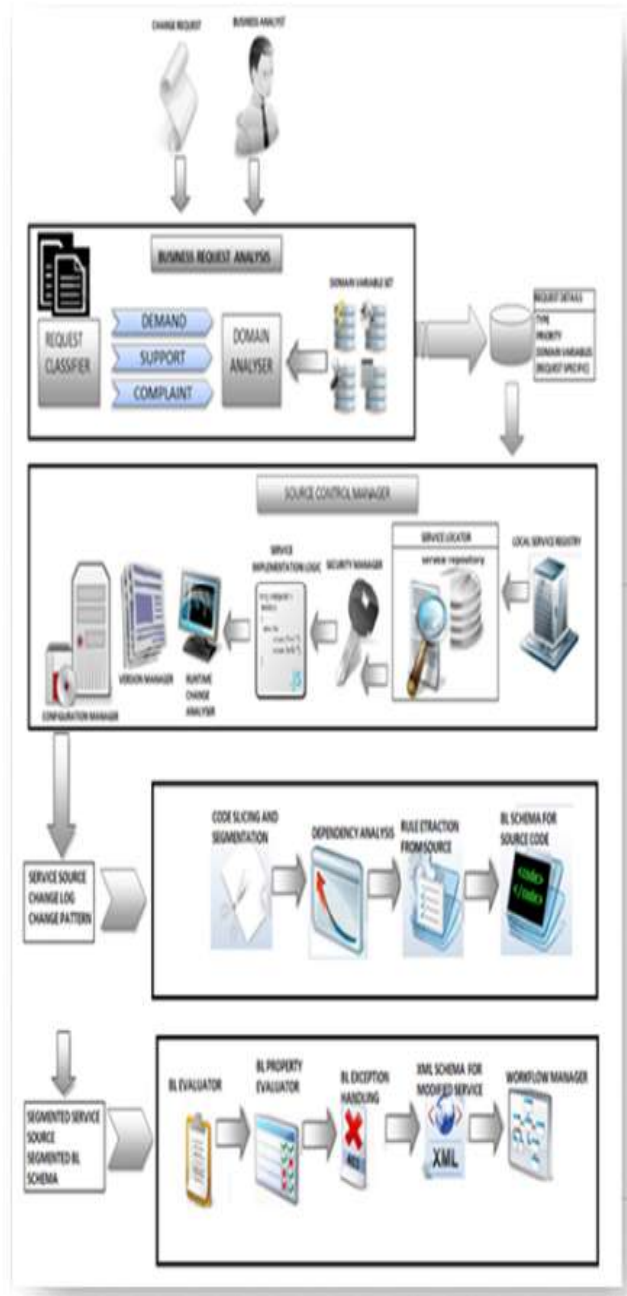 CHANGE REQUEST
BUSINESS ANALYST
BUSINESS REQUEST ANALYSIS
REQUEST
CLASSIFIER
DEMAND
SUPPORT
COMPLAINT
DOMAIN
ANALYSER
DOMAIN VARIABLE SET
REQUEST DETAILS
TYPE
PRIORITY
DOMAIN VARIABLES
(REQUEST SPECIFIC)
SOURCE CONTROL MANAGER
CONFIGURATION MANAGER
VERSION MANAGER
RUNTIME
CHANGE
ANALYSER
SERVICE
IMPLEMENTATION LOGIC
SECURITY MANAGER
SERVICE LOCATOR
service repository
LOCAL SERVICE REGISTRY
SERVICE SOURCE
CHANGE LOG
CHANGE PATTERN
CODE SLICING AND
SEGMENTATION
DEPENDENCY ANALYSIS
RULE ETRACTION
FROM SOURCE
BL SCHEMA FOR
SOURCE CODE
<code>
</code>
SEGMENTED SERVICE
SOURCE
SEGMENTED BL
SCHEMA
BL EVALUATOR
BL PROPERTY
EVALUATOR
BL EXCEPTION
HANDLING
XML SCHEMA FOR
MODIFIED SERVICE
XML
WORKFLOW MANAGER